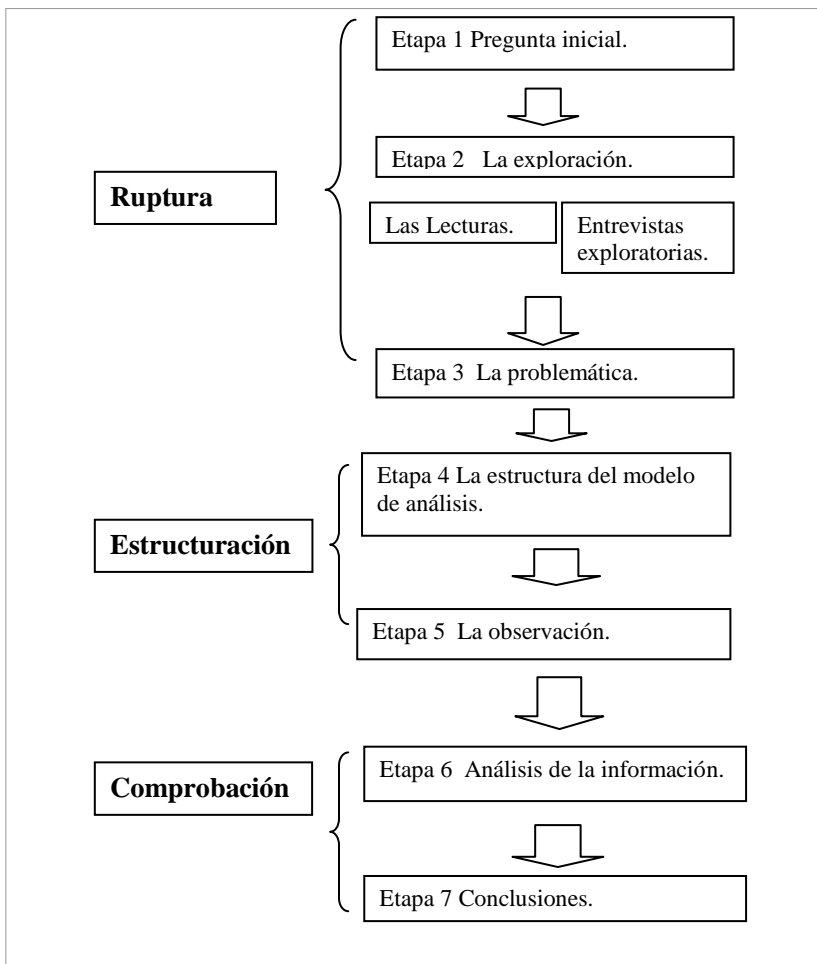 Etapa 1 Pregunta inicial.
Etapa 2 La exploración.
Ruptura
Las Lecturas.
Entrevistas
exploratorias.
Etapa 3 La problemática.
Etapa 4 La estructura del modelo
de análisis.
Estructuración
Etapa 5 La observación.
Etapa 6 Análisis de la información.
Comprobación
Etapa 7 Conclusiones.